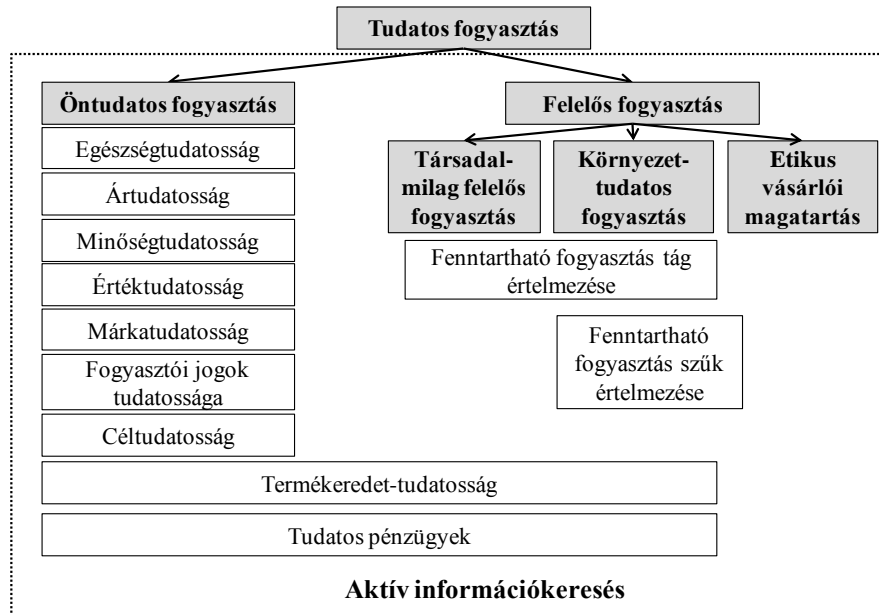 Tudatos fogyasztás
Öntudatos fogyasztás
Egészségtudatosság
Ártudatosság
Minőségtudatosság
Értéktudatosság
Márkatudatosság
Fogyasztói jogok
tudatossága
Céltudatosság
Felelős fogyasztás
Társadal-
milag felelős
fogyasztás
Környezet-
tudatos
fogyasztás
Etikus
vásárlói
magatartás
Fenntartható fogyasztás tág
értelmezése
Fenntartható
fogyasztás szűk
értelmezése
Termékeredet-tudatosság
Tudatos pénzügyek
Aktív információkeresés